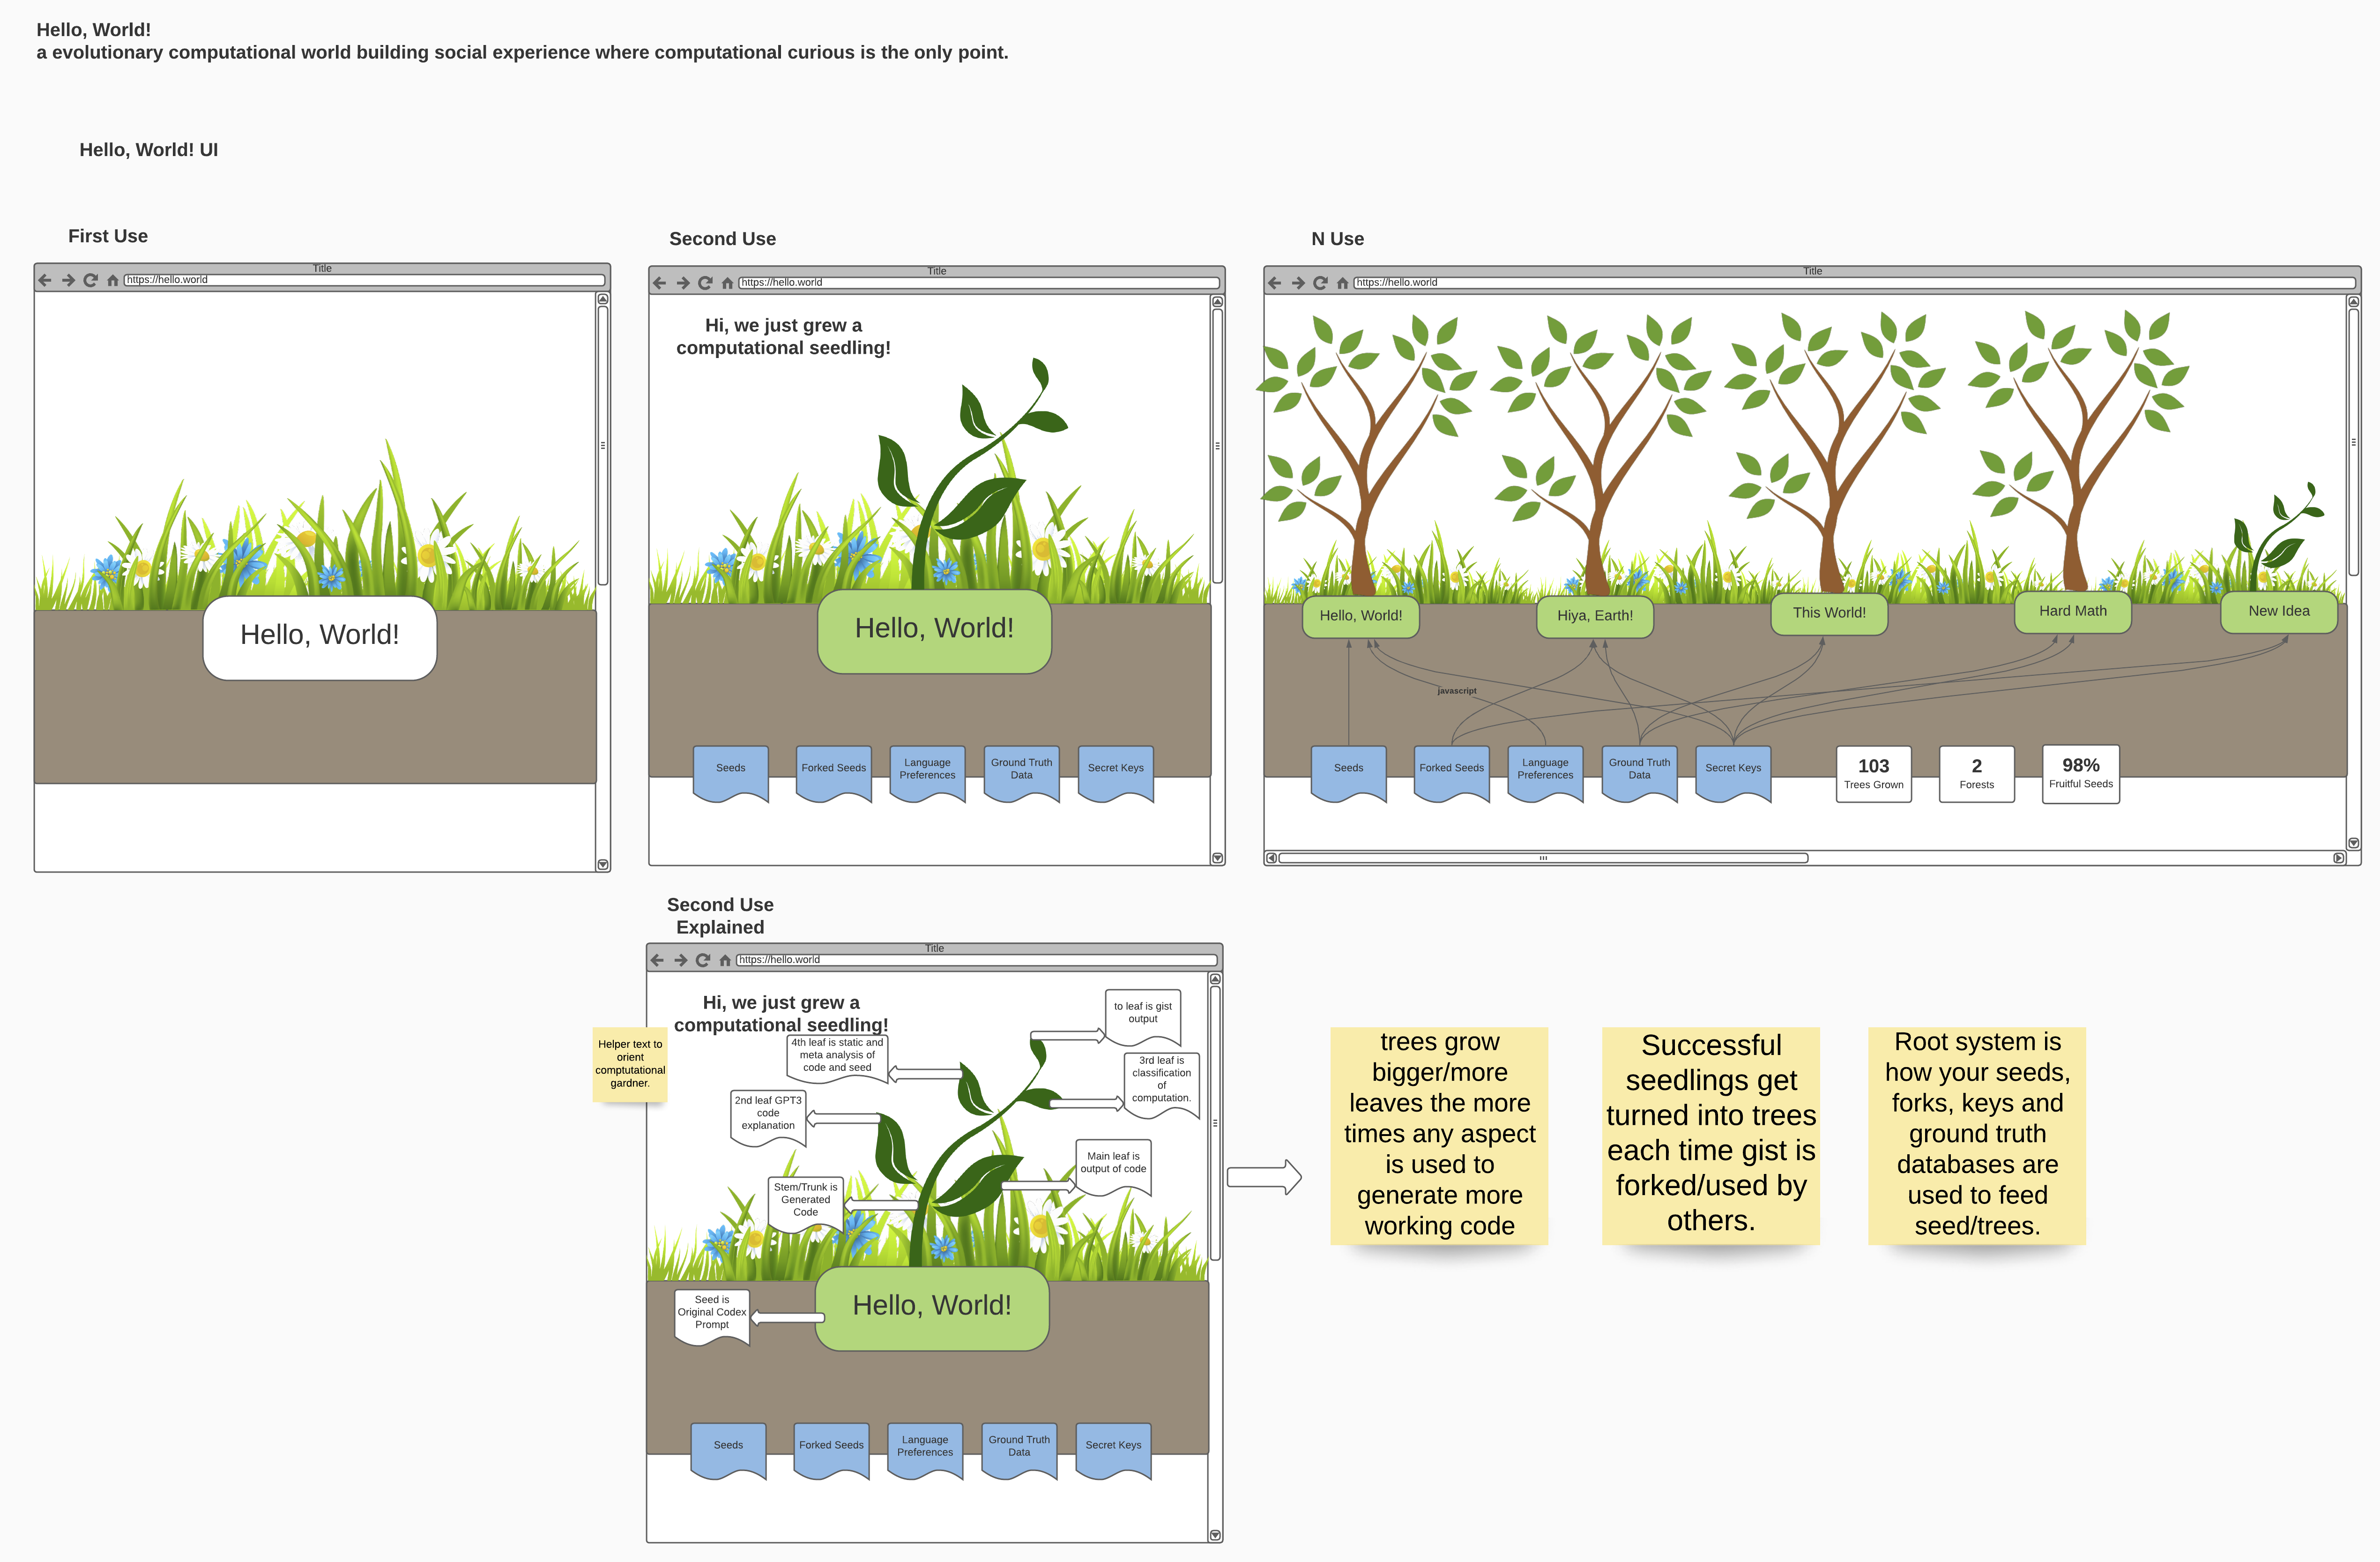 Hello, World!
a evolutionary computational world building social experience where computational curious is the only point.
Hello, World! UI
First Use
Title
https://hello.world
Hello, World!
Second Use
Title
https://hello.world
Hi, we just grew a
computational seedling!
Hello, World!
Seeds
Forked Seeds
Language
Preferences
Ground Truth
Data
Secret Keys
N Use
Title
https://hello.world
Hello, World!
Hiya, Earth!
This World!
Hard Math
New Idea
javascript
Seeds
Forked Seeds
Language
Preferences
Ground Truth
Data
Secret Keys
103
Trees Grown
2
Forests
98%
Fruitful Seeds
Second Use
Explained
Title
https://hello.world
Hi, we just grew a
computational seedling!
Helper text to
orient
comptutational
gardner.
to leaf is gist
output
4th leaf is static and
meta analysis of
code and seed
3rd leaf is
classification
of
computation.
2nd leaf GPT3
code
explanation
Main leaf is
output of code
Stem/Trunk is
Generated
Code
Seed is
Original Codex
Prompt
Hello, World!
Seeds
Forked Seeds
Language
Preferences
Ground Truth
Data
Secret Keys
trees grow
bigger/more
leaves the more
times any aspect
is used to
generate more
working code
Successful
seedlings get
turned into trees
each time gist is
forked/used by
others.
Root system is
how your seeds,
forks, keys and
ground truth
databases are
used to feed
seed/trees.